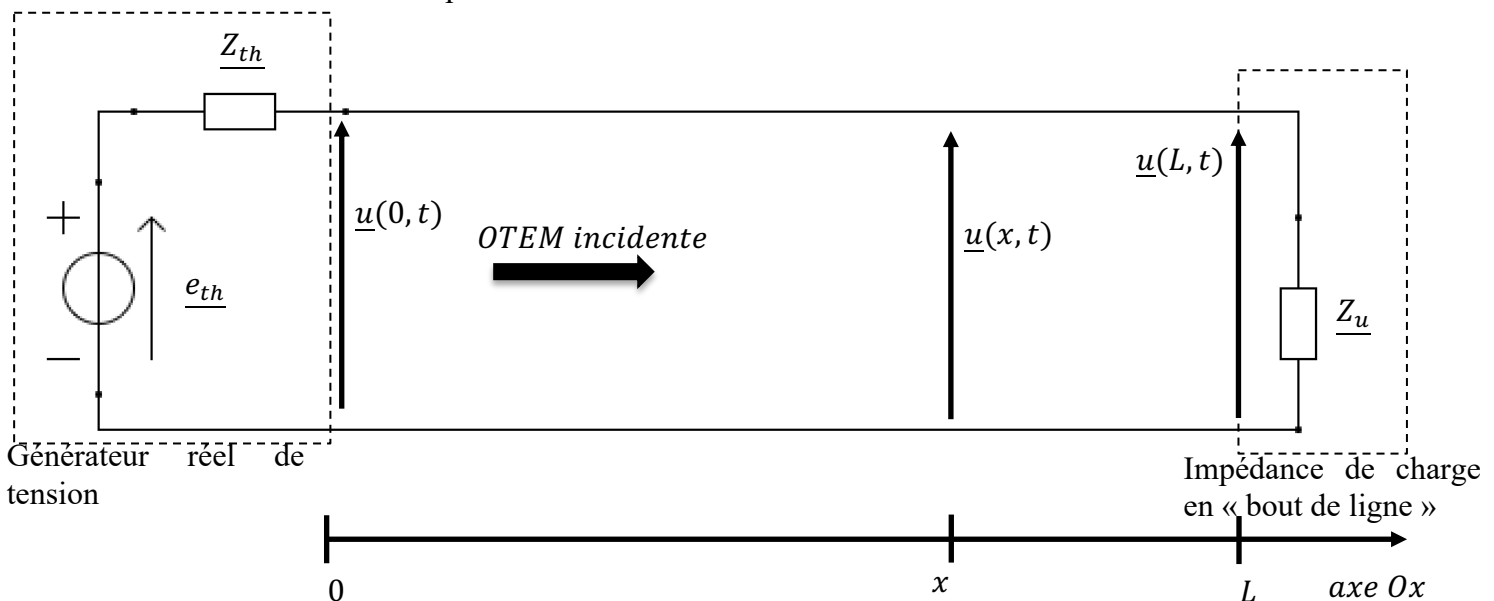 Z_th
u(L, t)
+
u(0, t)
OTEM incidente
u(x, t)
e_th
Z_u
−
Générateur réel de
tension
Impédance de charge
en « bout de ligne »
0
x
L
axe Ox